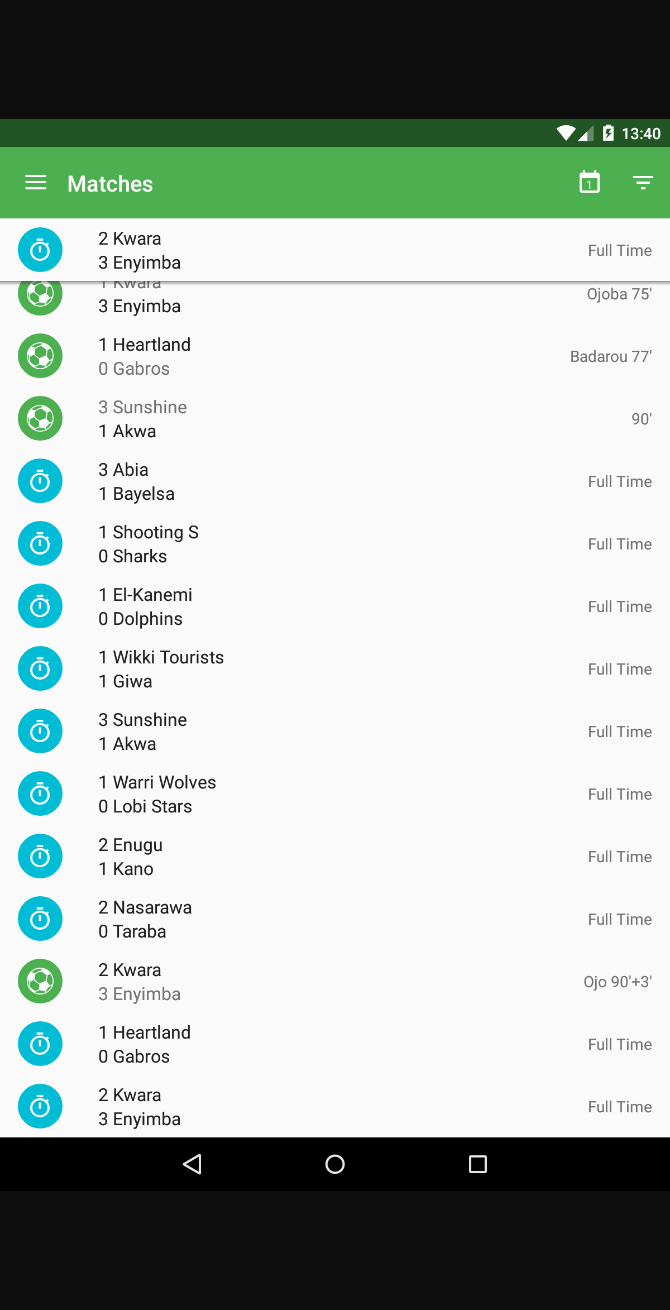 13:40
1
Matches
2 Kwara
3 Enyimba
Full Time
1 Kwara
3 Enyimba
Ojoba 75'
1 Heartland
0 Gabros
Badarou 77'
3 Sunshine
1 Akwa
90'
3 Abia
1 Bayelsa
Full Time
1 Shooting S
0 Sharks
Full Time
1 El-Kanemi
0 Dolphins
Full Time
1 Wikki Tourists
1 Giwa
Full Time
3 Sunshine
1 Akwa
Full Time
1 Warri Wolves
0 Lobi Stars
Full Time
2 Enugu
1 Kano
Full Time
2 Nasarawa
0 Taraba
Full Time
2 Kwara
3 Enyimba
Ojo 90'+3'
1 Heartland
0 Gabros
Full Time
2 Kwara
3 Enyimba
Full Time